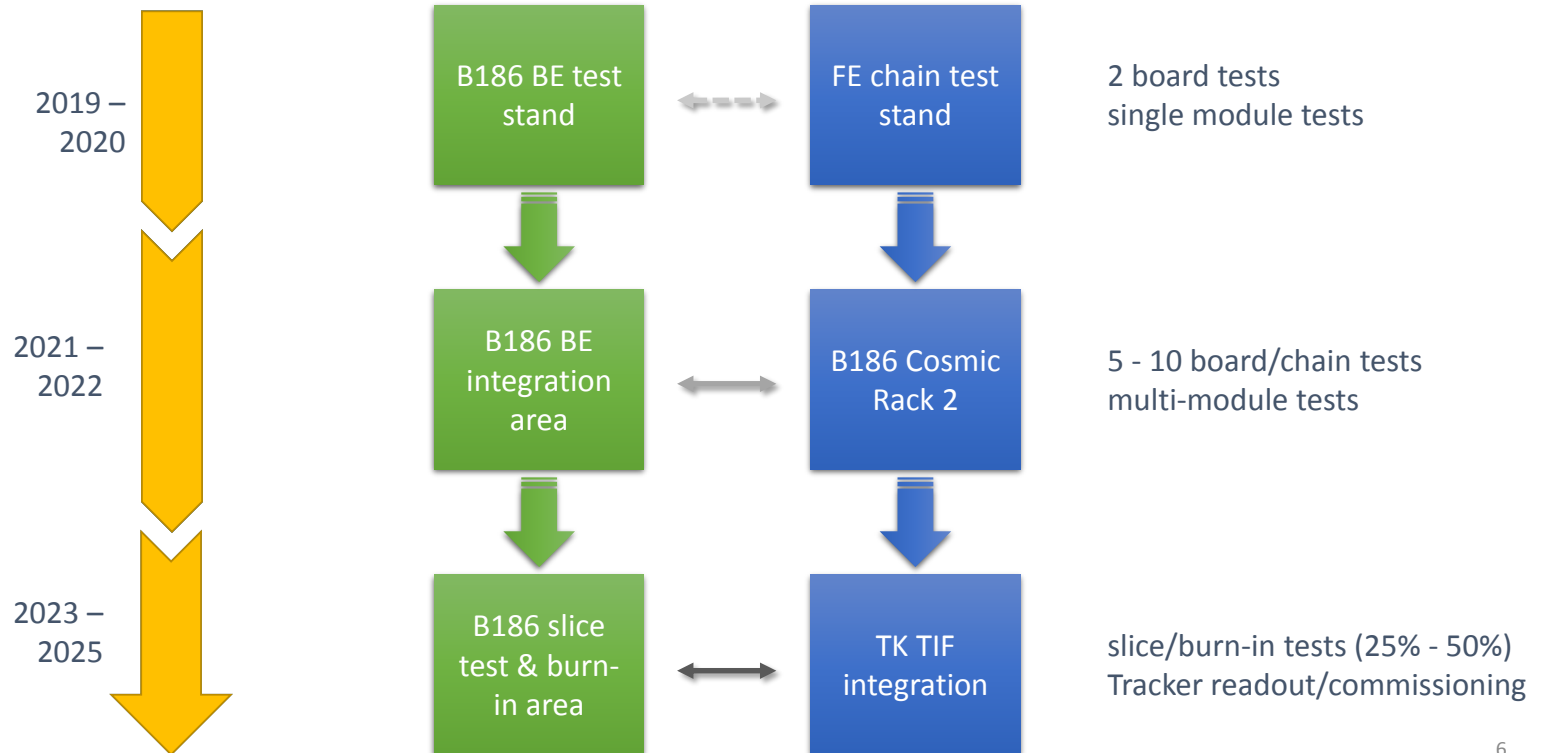 2019 –
2020
B186 BE test
stand
FE chain test
stand
2 board tests
single module tests
2021 –
2022
B186 BE
integration
area
B186 Cosmic
Rack 2
5 - 10 board/chain tests
multi-module tests
2023 –
2025
B186 slice
test & burn-
in area
TK TIF
integration
slice/burn-in tests (25% - 50%)
Tracker readout/commissioning
6